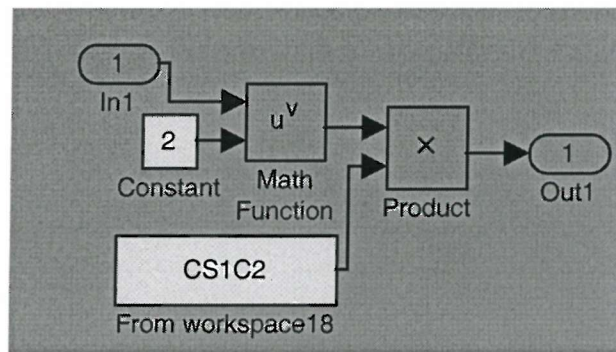 1
In1
2
Constant
u^v
Math
Function
×
Product
1
Out1
CS1C2
From workspace18